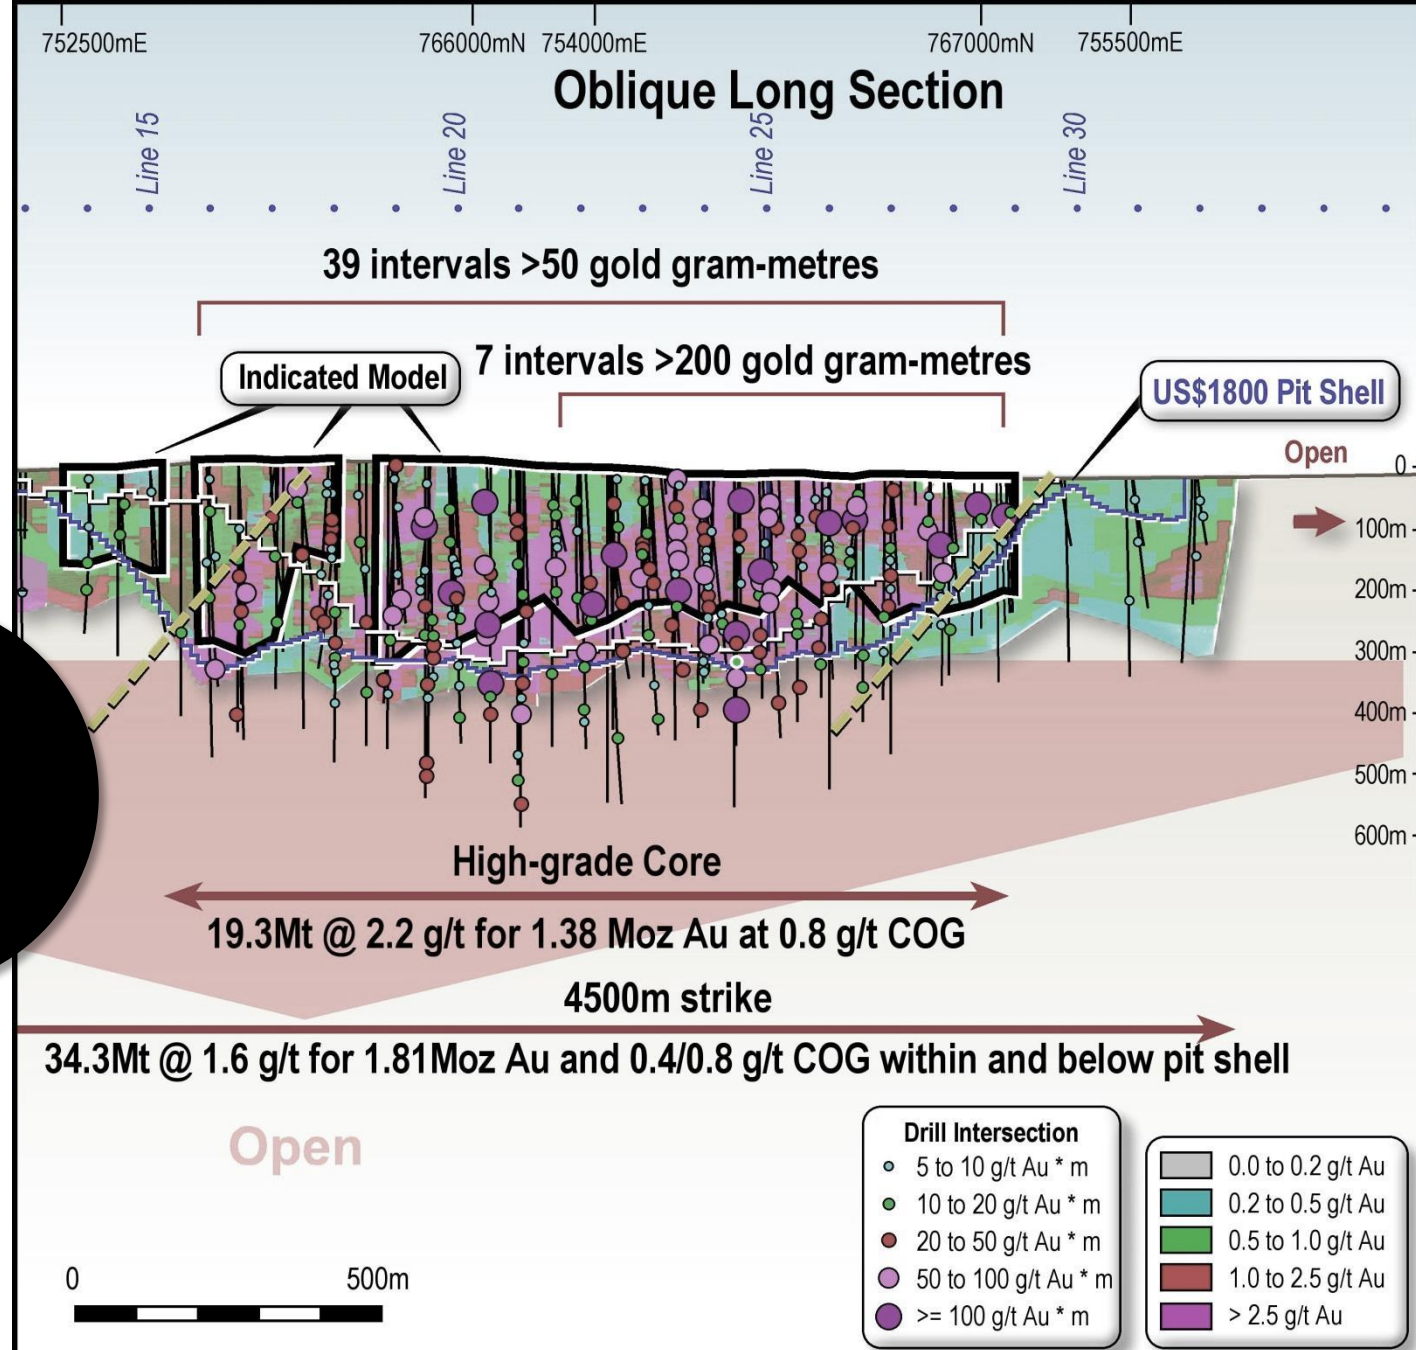 752500mE 766000mN 754000mE 767000mN 755500mE
Oblique Long Section
Line 15 Line 20 Line 25 Line 30
39 intervals >50 gold gram-metres
7 intervals >200 gold gram-metres
Indicated Model
US$1800 Pit Shell
Open
0
100m
200m
300m
400m
500m
600m
High-grade Core
19.3Mt @ 2.2 g/t for 1.38 Moz Au at 0.8 g/t COG
4500m strike
34.3Mt @ 1.6 g/t for 1.81Moz Au and 0.4/0.8 g/t COG within and below pit shell
Open
0 500m
Drill Intersection
5 to 10 g/t Au * m
10 to 20 g/t Au * m
20 to 50 g/t Au * m
50 to 100 g/t Au * m
>= 100 g/t Au * m
0.0 to 0.2 g/t Au
0.2 to 0.5 g/t Au
0.5 to 1.0 g/t Au
1.0 to 2.5 g/t Au
> 2.5 g/t Au